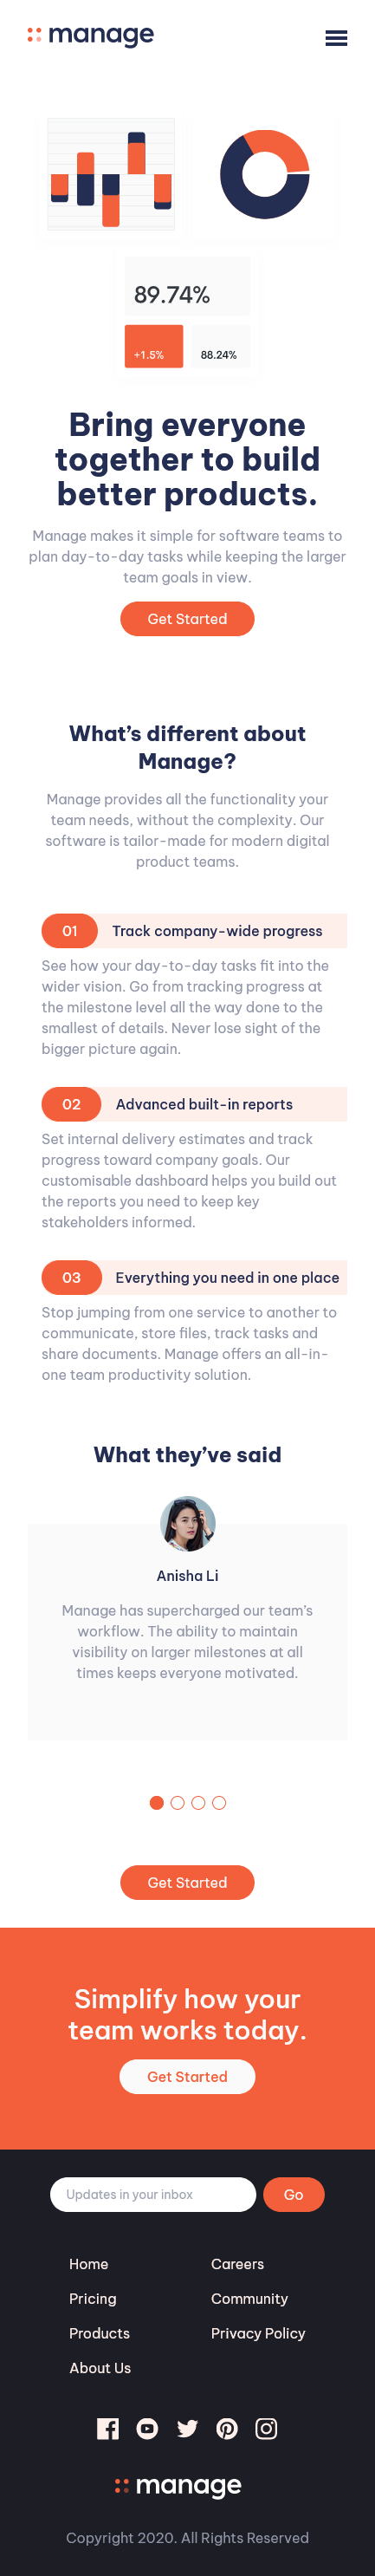 manage
89.74%
+1.5%
88.24%
Bring everyone
together to build
better products.
Manage makes it simple for software teams to
plan day-to-day tasks while keeping the larger
team goals in view.
Get Started
What’s different about
Manage?
Manage provides all the functionality your
team needs, without the complexity. Our
software is tailor-made for modern digital
product teams.
01 Track company-wide progress
See how your day-to-day tasks fit into the
wider vision. Go from tracking progress at
the milestone level all the way done to the
smallest of details. Never lose sight of the
bigger picture again.
02 Advanced built-in reports
Set internal delivery estimates and track
progress toward company goals. Our
customisable dashboard helps you build out
the reports you need to keep key
stakeholders informed.
03 Everything you need in one place
Stop jumping from one service to another to
communicate, store files, track tasks and
share documents. Manage offers an all-in-
one team productivity solution.
What they’ve said
Anisha Li
Manage has supercharged our team’s
workflow. The ability to maintain
visibility on larger milestones at all
times keeps everyone motivated.
Get Started
Simplify how your
team works today.
Get Started
Updates in your inbox Go
Home Careers
Pricing Community
Products Privacy Policy
About Us
manage
Copyright 2020. All Rights Reserved